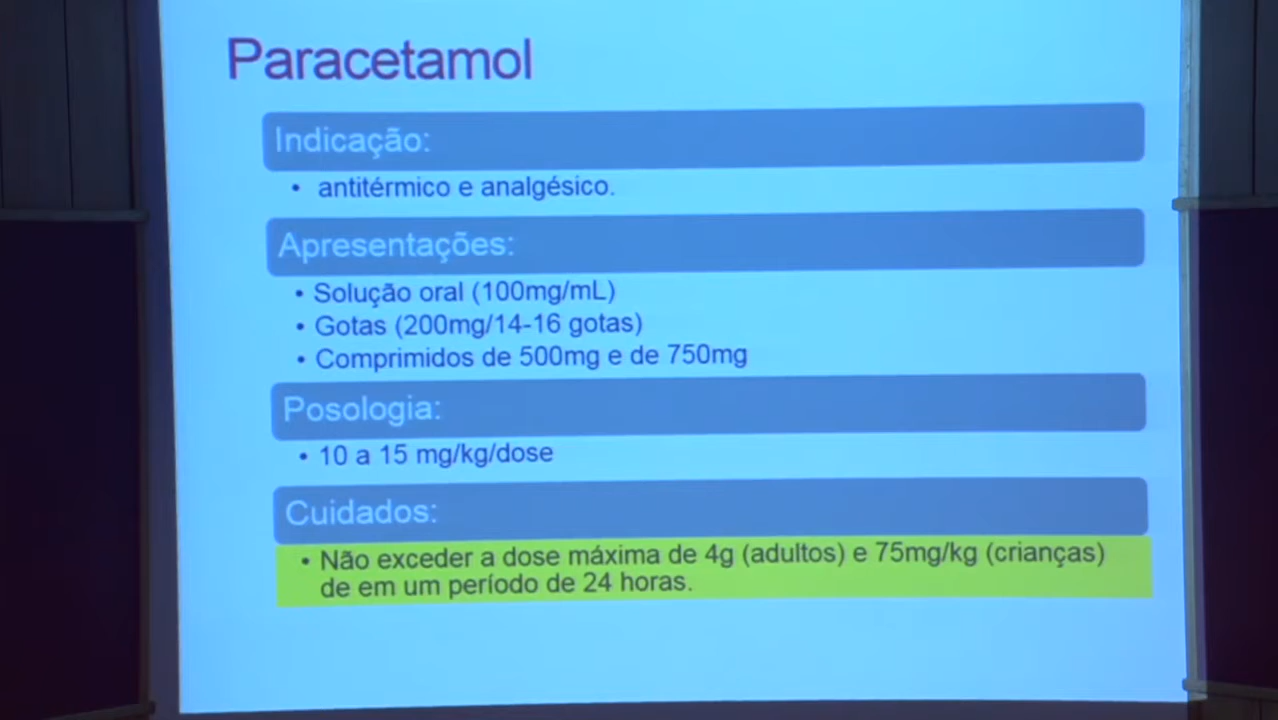 Paracetamol
Indicação:
• antitérmico e analgésico.
Apresentações:
• Solução oral (100mg/mL)
• Gotas (200mg/14-16 gotas)
• Comprimidos de 500mg e de 750mg
Posologia:
• 10 a 15 mg/kg/dose
Cuidados:
• Não exceder a dose máxima de 4g (adultos) e 75mg/kg (crianças)
de em um período de 24 horas.